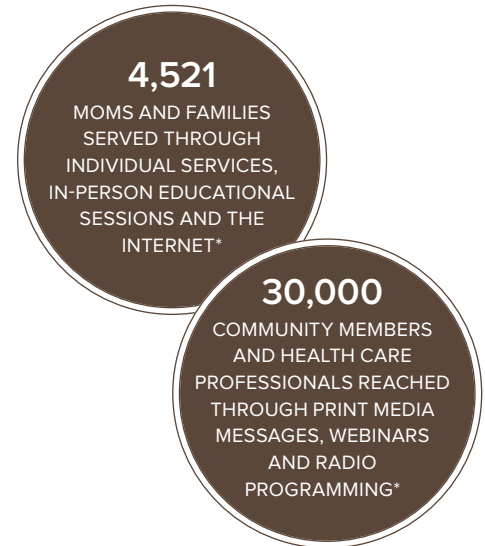 4,521
MOMS AND FAMILIES
SERVED THROUGH
INDIVIDUAL SERVICES,
IN-PERSON EDUCATIONAL
SESSIONS AND THE
INTERNET*
30,000
COMMUNITY MEMBERS
AND HEALTH CARE
PROFESSIONALS REACHED
THROUGH PRINT MEDIA
MESSAGES, WEBINARS
AND RADIO
PROGRAMMING*